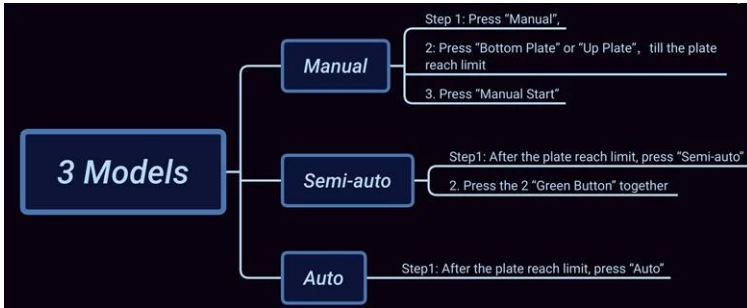 3 Models
Manual
Step 1: Press “Manual”,
2: Press “Bottom Plate” or “Up Plate”, till the plate
reach limit
3. Press “Manual Start”
Semi-auto
Step1: After the plate reach limit, press “Semi-auto”
2. Press the 2 “Green Button” together
Auto
Step1: After the plate reach limit, press “Auto”